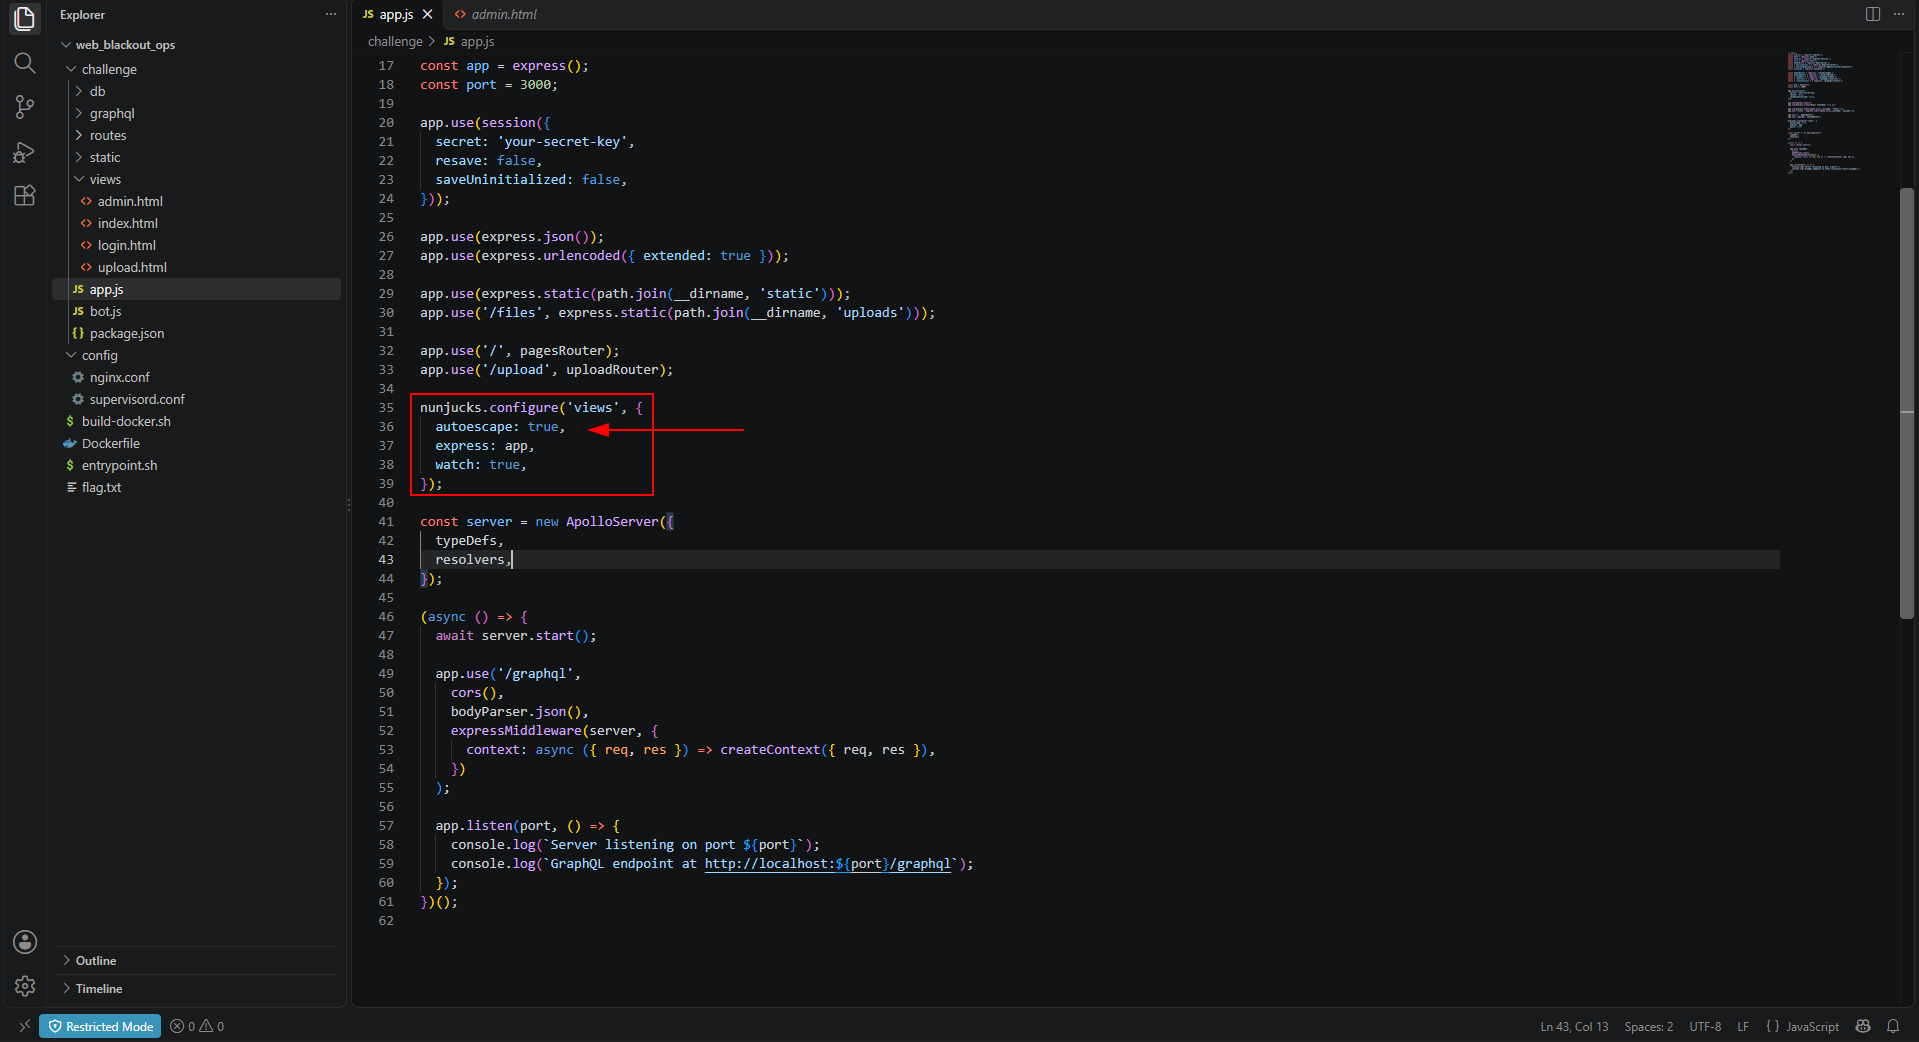 Explorer
web_blackout_ops
challenge
db
graphql
routes
static
views
admin.html
index.html
login.html
upload.html
app.js
bot.js
package.json
config
nginx.conf
supervisord.conf
build-docker.sh
Dockerfile
entrypoint.sh
flag.txt
Outline
Timeline
JS app.js
<> admin.html
challenge > JS app.js
17 const app = express();
18 const port = 3000;
19
20 app.use(session({
21 secret: 'your-secret-key',
22 resave: false,
23 saveUninitialized: false,
24 }));
25
26 app.use(express.json());
27 app.use(express.urlencoded({ extended: true }));
28
29 app.use(express.static(path.join(__dirname, 'static')));
30 app.use('/files', express.static(path.join(__dirname, 'uploads')));
31
32 app.use('/', pagesRouter);
33 app.use('/upload', uploadRouter);
34
35 nunjucks.configure('views', {
36 autoescape: true,
37 express: app,
38 watch: true,
39 });
40
41 const server = new ApolloServer({
42 typeDefs,
43 resolvers,
44 });
45
46 (async () => {
47 await server.start();
48
49 app.use('/graphql',
50 cors(),
51 bodyParser.json(),
52 expressMiddleware(server, {
53 context: async ({ req, res }) => createContext({ req, res }),
54 })
55 );
56
57 app.listen(port, () => {
58 console.log(`Server listening on port ${port}`);
59 console.log(`GraphQL endpoint at http://localhost:${port}/graphql`);
60 });
61 })();
62
Restricted Mode 0 0
Ln 43, Col 13 Spaces: 2 UTF-8 LF { } JavaScript